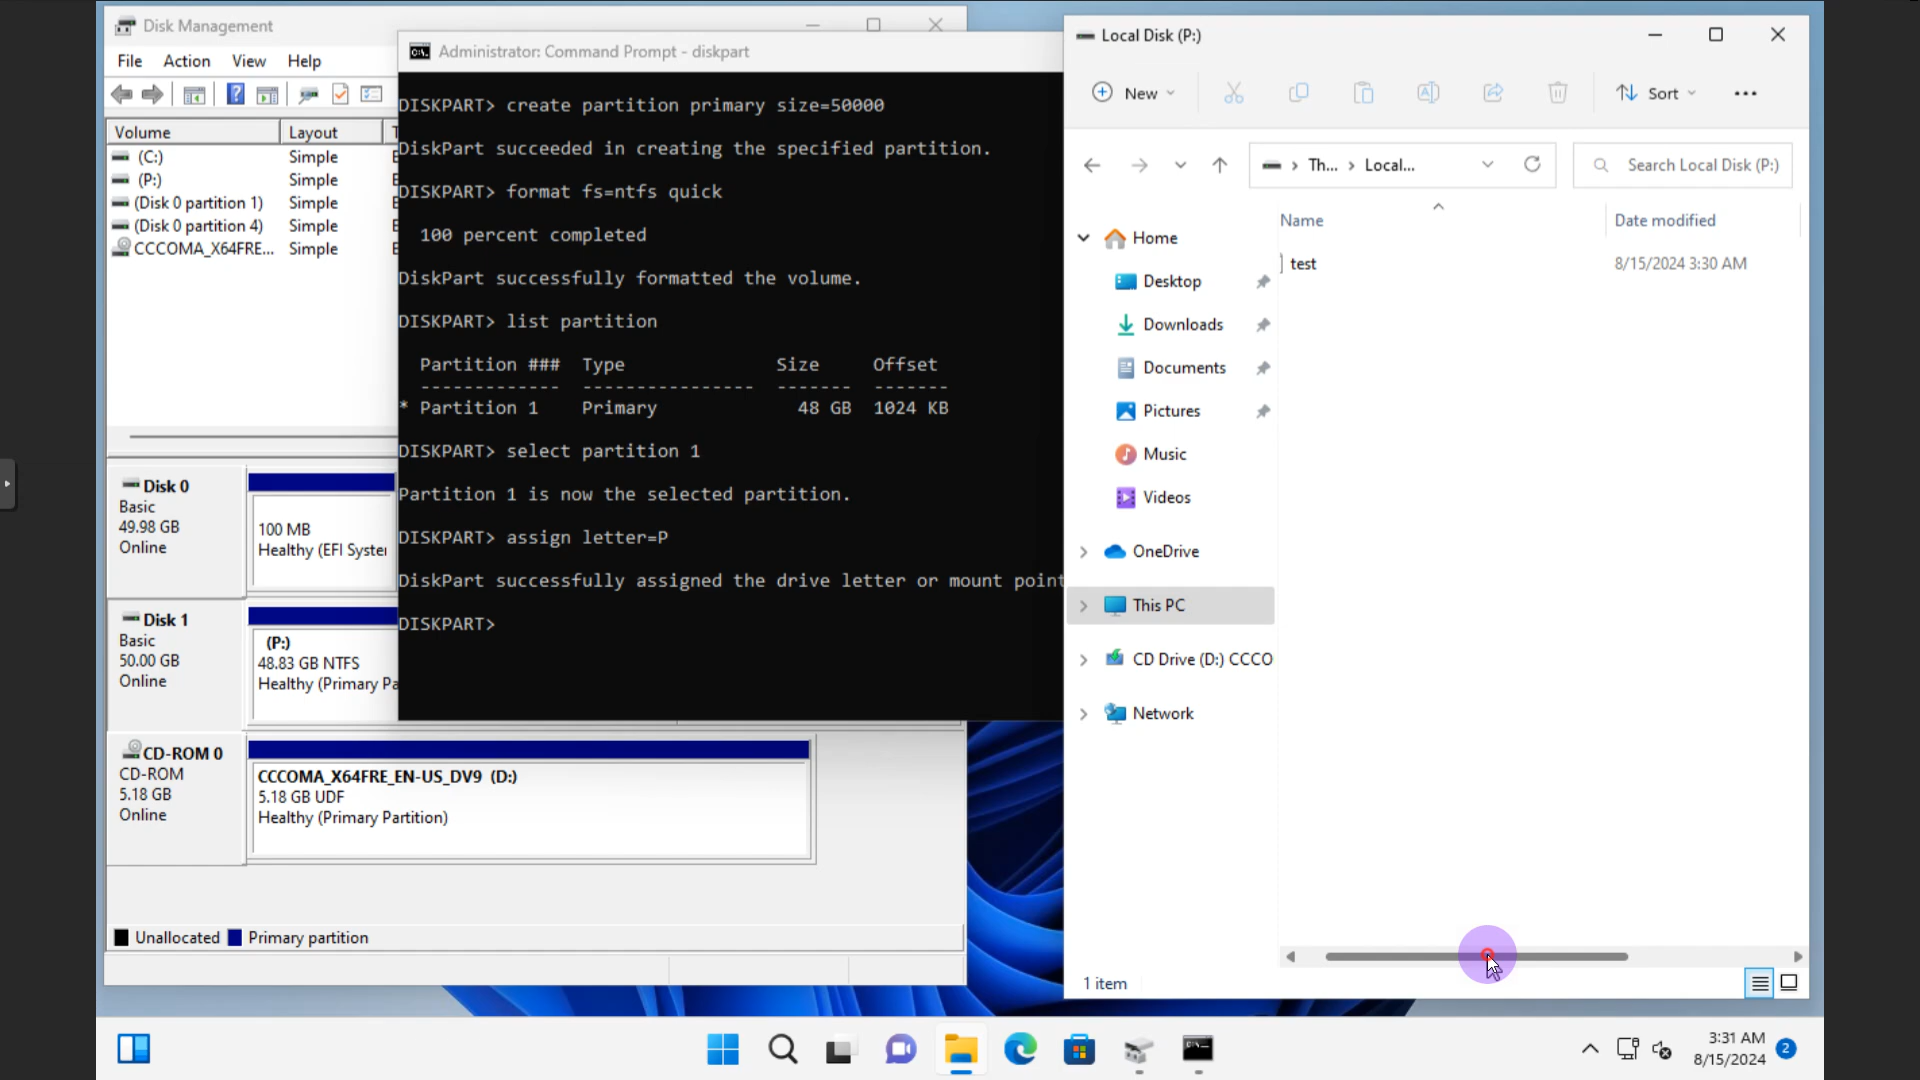 Disk Management
File Action View Help
Volume Layout T
(C:) Simple E
(P:) Simple E
(Disk 0 partition 1) Simple E
(Disk 0 partition 4) Simple E
CCCOMA_X64FRE... Simple E
Disk 0
Basic
49.98 GB
Online
100 MB
Healthy (EFI Syster
Disk 1
Basic
50.00 GB
Online
(P:)
48.83 GB NTFS
Healthy (Primary Pa
CD-ROM 0
CD-ROM
5.18 GB
Online
CCCOMA_X64FRE_EN-US_DV9 (D:)
5.18 GB UDF
Healthy (Primary Partition)
Unallocated Primary partition
Administrator: Command Prompt - diskpart
DISKPART> create partition primary size=50000
DiskPart succeeded in creating the specified partition.
DISKPART> format fs=ntfs quick
100 percent completed
DiskPart successfully formatted the volume.
DISKPART> list partition
Partition ### Type Size Offset
------------- ---------------- ------- -------
* Partition 1 Primary 48 GB 1024 KB
DISKPART> select partition 1
Partition 1 is now the selected partition.
DISKPART> assign letter=P
DiskPart successfully assigned the drive letter or mount point
DISKPART>
Local Disk (P:)
New Sort ...
Th... > Local... Search Local Disk (P:)
Name Date modified
test 8/15/2024 3:30 AM
Home
Desktop
Downloads
Documents
Pictures
Music
Videos
OneDrive
This PC
CD Drive (D:) CCCO
Network
1 item
3:31 AM
8/15/2024 2